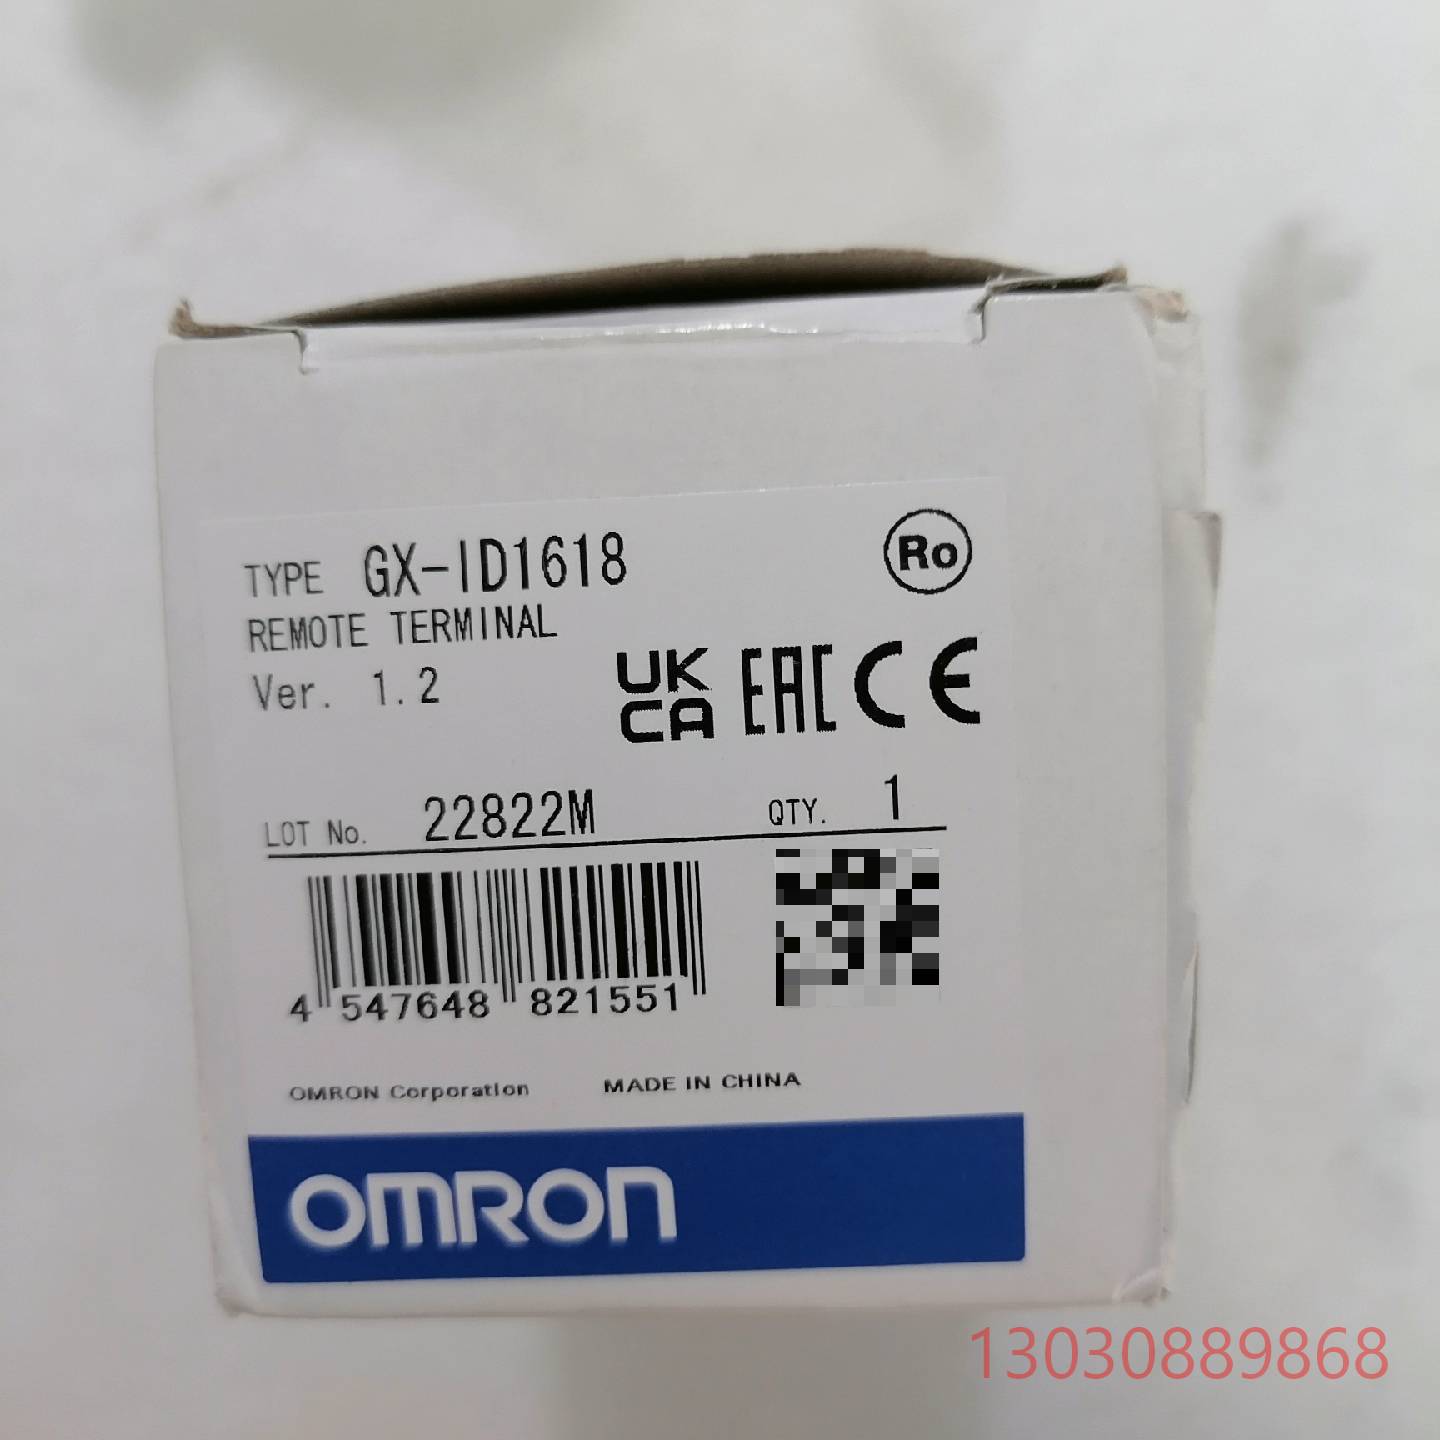 TYPE GX-ID1618
Ro
REMOTE TERMINAL
Ver. 1.2
UK
CA
EAC
CE
LOT No. 22822M
QTY. 1
4 547648 821551
OMRON Corporation
MADE IN CHINA
OMRON
13030889868